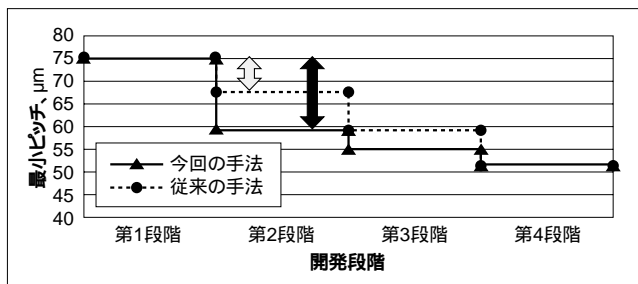 最小ピッチ、μm
80
75
70
65
60
55
50
45
40
今回の手法
従来の手法
第1段階
第2段階
第3段階
第4段階
開発段階